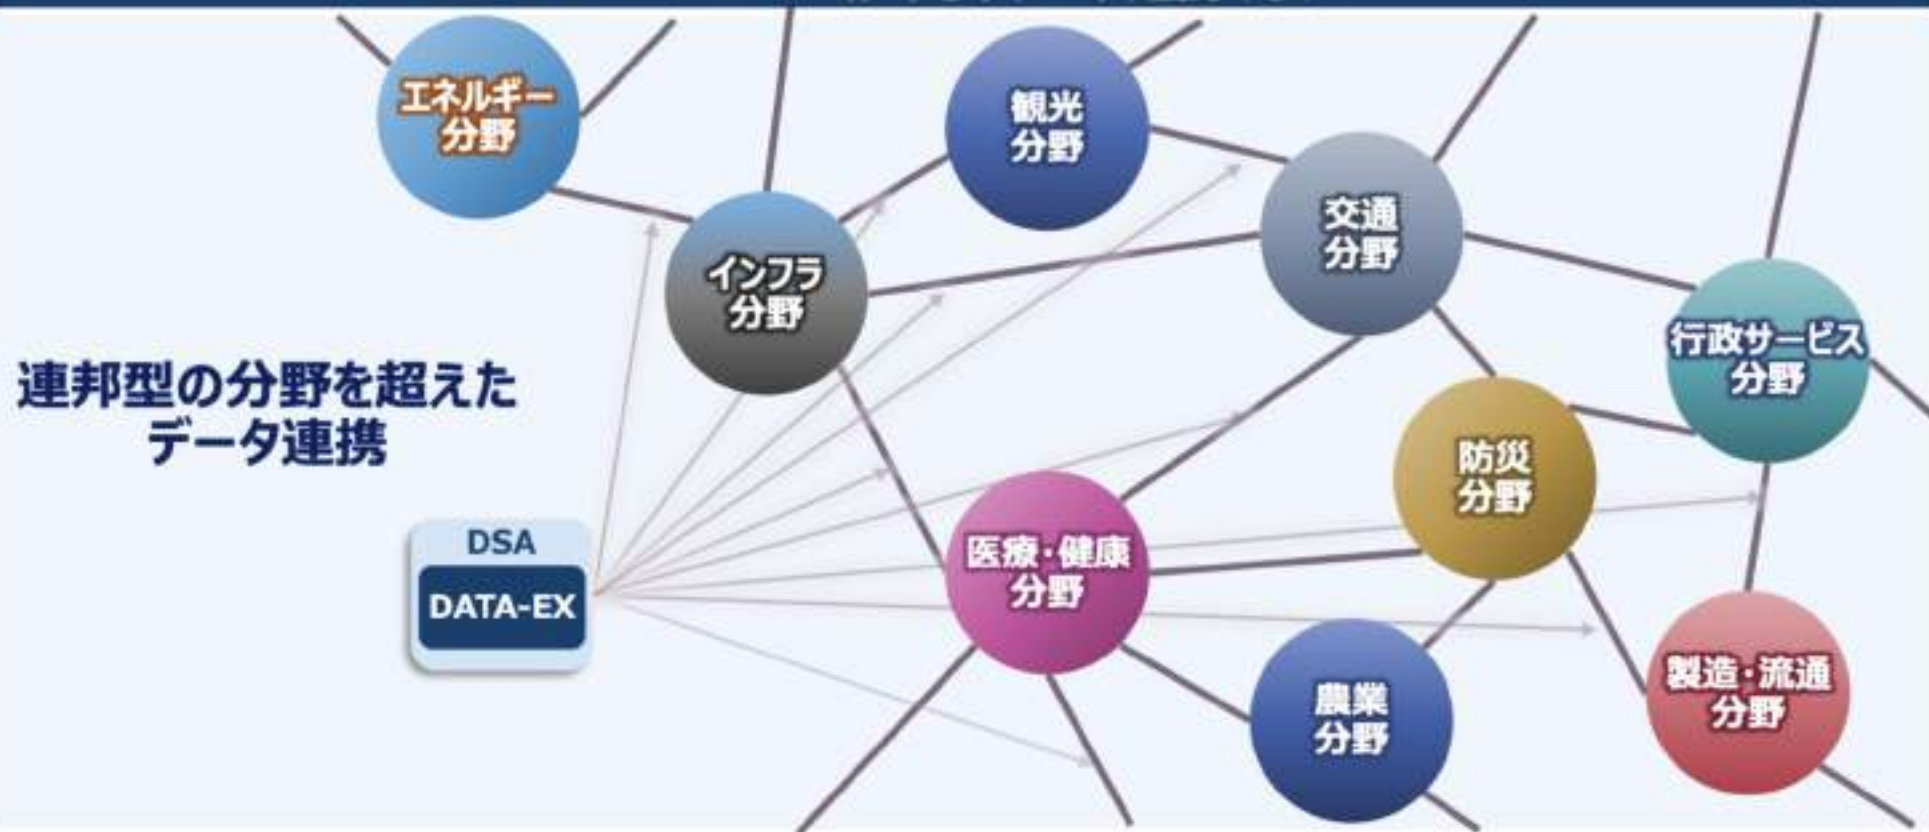 エネルギー
分野
観光
分野
交通
分野
インフラ
分野
行政サービス
分野
連邦型の分野を超えた
データ連携
防災
分野
DSA
DATA-EX
医療・健康
分野
農業
分野
製造・流通
分野